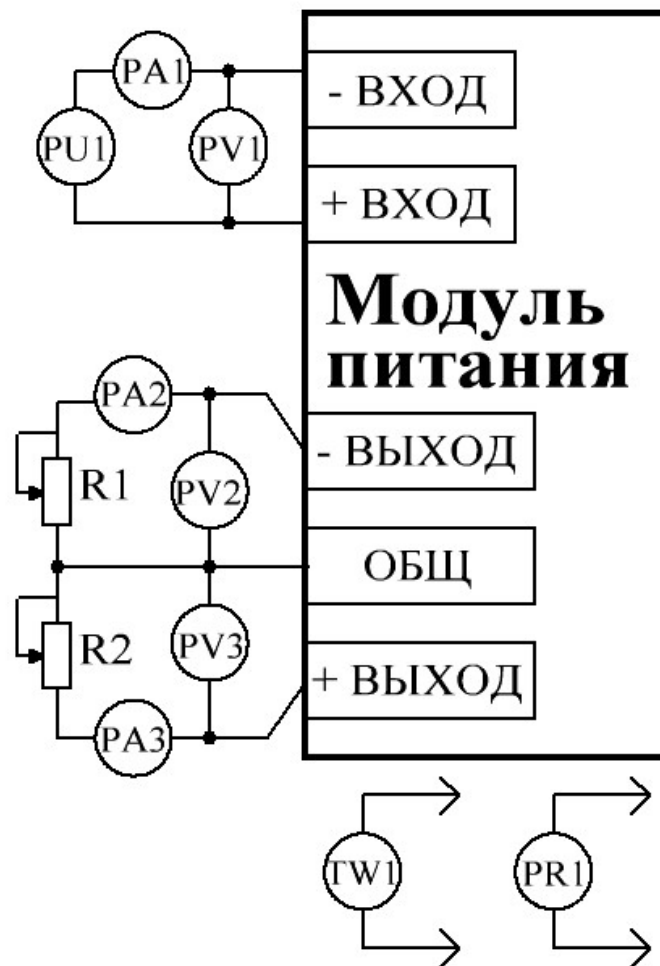 PA1
- ВХОД
PU1
PV1
+ ВХОД
Модуль
питания
PA2
- ВЫХОД
R1
PV2
ОБЩ
R2
PV3
+ ВЫХОД
PA3
TW1
PR1